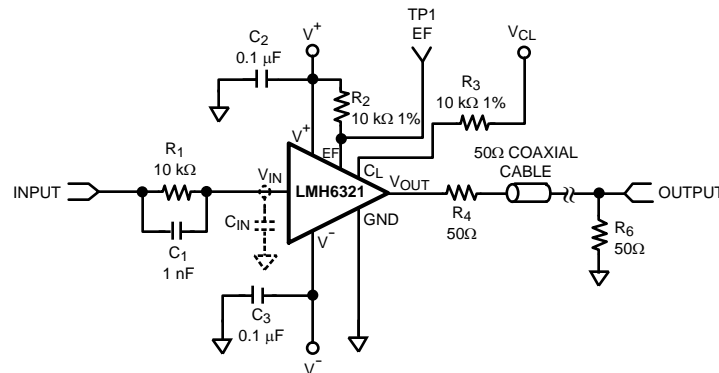 TP1
EF
V+
VCL
C2
0.1 µF
R3
10 kΩ 1%
R2
10 kΩ 1%
V+
EF
CL
50Ω COAXIAL
CABLE
R1
10 kΩ
VIN
VOUT
INPUT
LMH6321
OUTPUT
GND
R4
50Ω
R6
50Ω
CIN
C1
1 nF
V-
C3
0.1 µF
V-